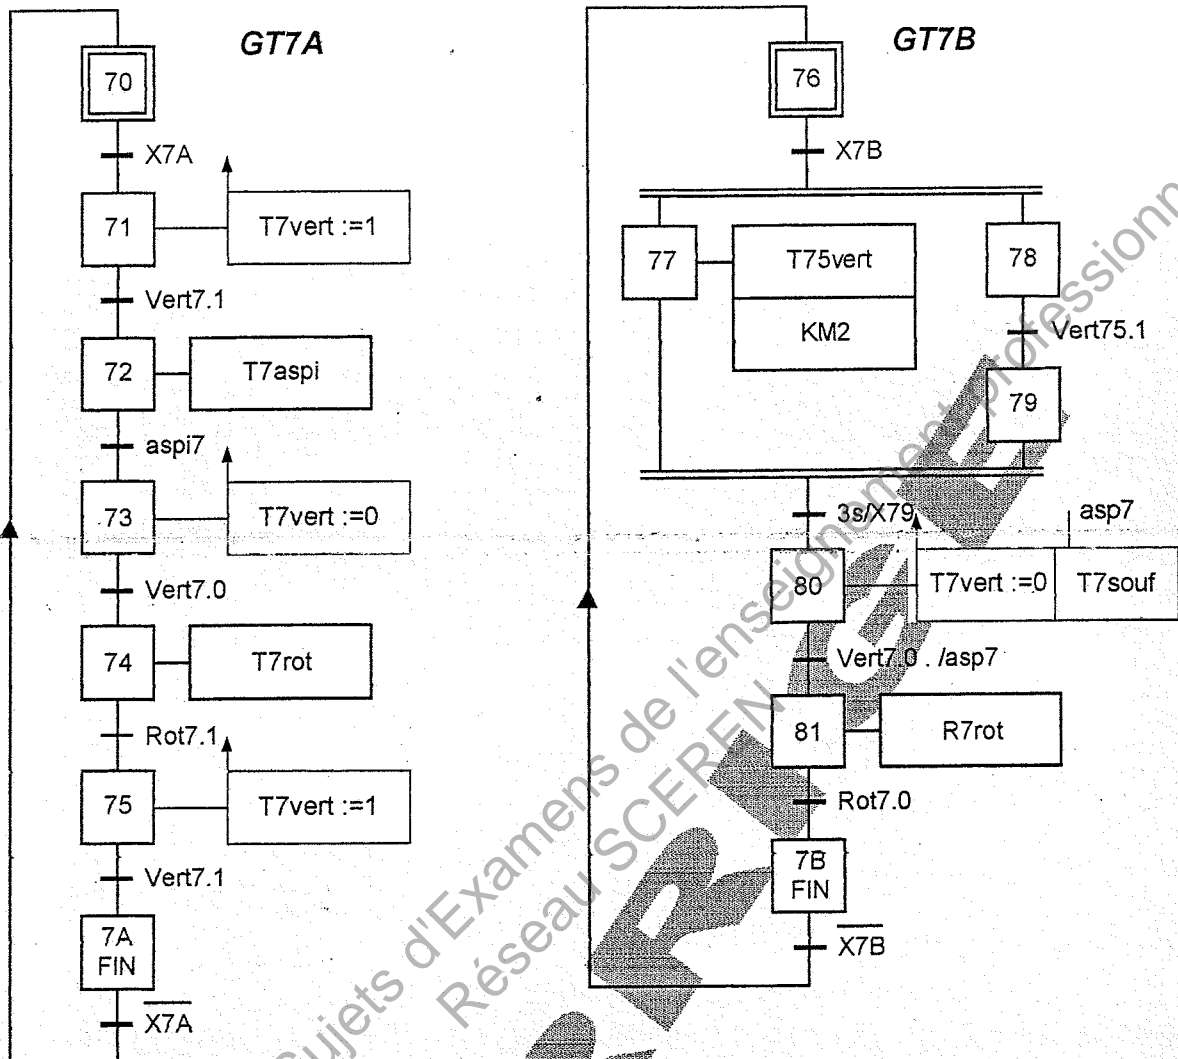 GT7A
70
X7A
71
T7vert :=1
Vert7.1
72
T7aspi
aspi7
73
T7vert :=0
Vert7.0
74
T7rot
Rot7.1
75
T7vert :=1
Vert7.1
7A
FIN
X7A
GT7B
76
X7B
77
T75vert
KM2
78
Vert75.1
79
3s/X79
asp7
80
T7vert :=0
T7souf
Vert7.0 . /asp7
81
R7rot
Rot7.0
7B
FIN
X7B
Sujets d'Examens de l'enseignement professionn
Réseau SCEREN